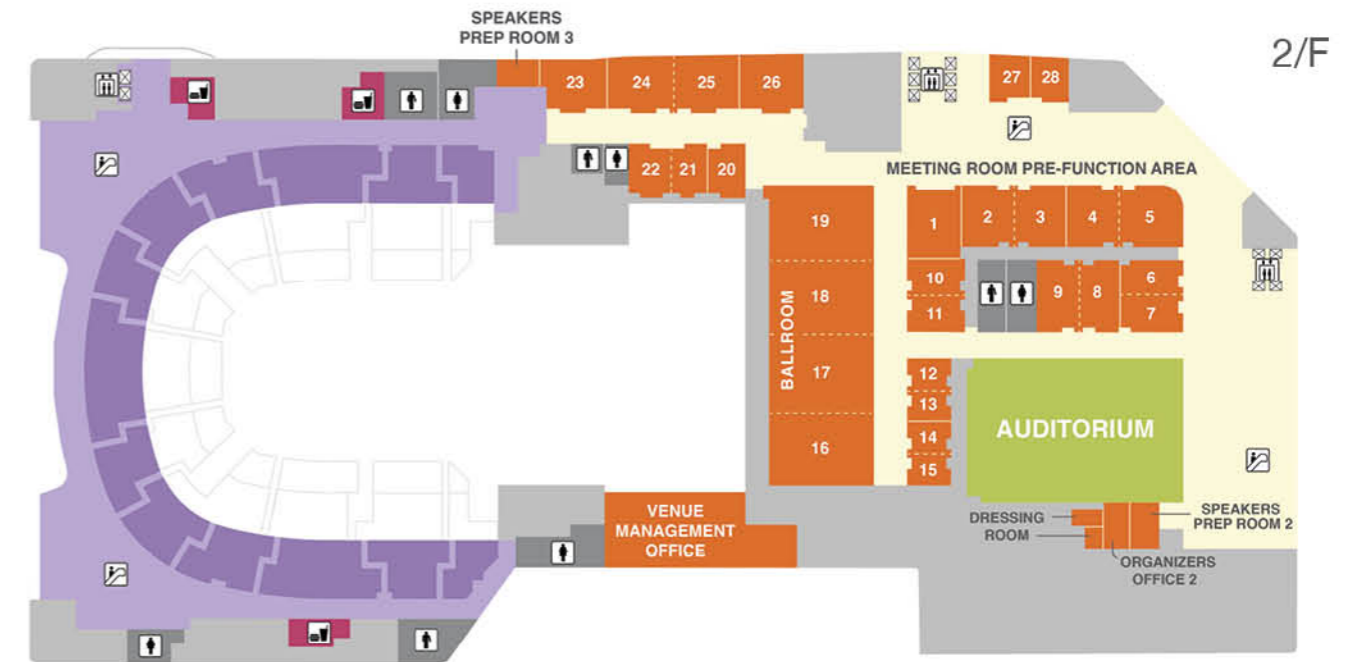 SPEAKERS
PREP ROOM 3
2/F
23
24
25
26
27
28
22
21
20
MEETING ROOM PRE-FUNCTION AREA
19
18
17
16
BALLROOM
1
2
3
4
5
10
11
9
8
6
7
12
13
14
15
AUDITORIUM
VENUE
MANAGEMENT
OFFICE
DRESSING
ROOM
SPEAKERS
PREP ROOM 2
ORGANIZERS
OFFICE 2